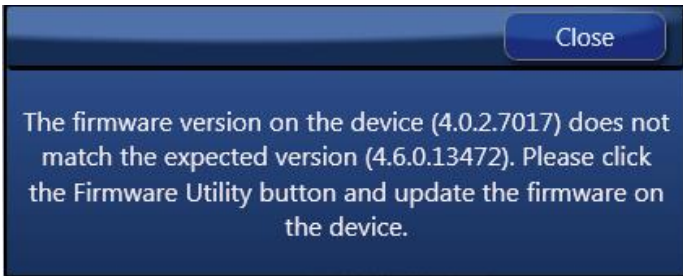 Close
The firmware version on the device (4.0.2.7017) does not
match the expected version (4.6.0.13472). Please click
the Firmware Utility button and update the firmware on
the device.